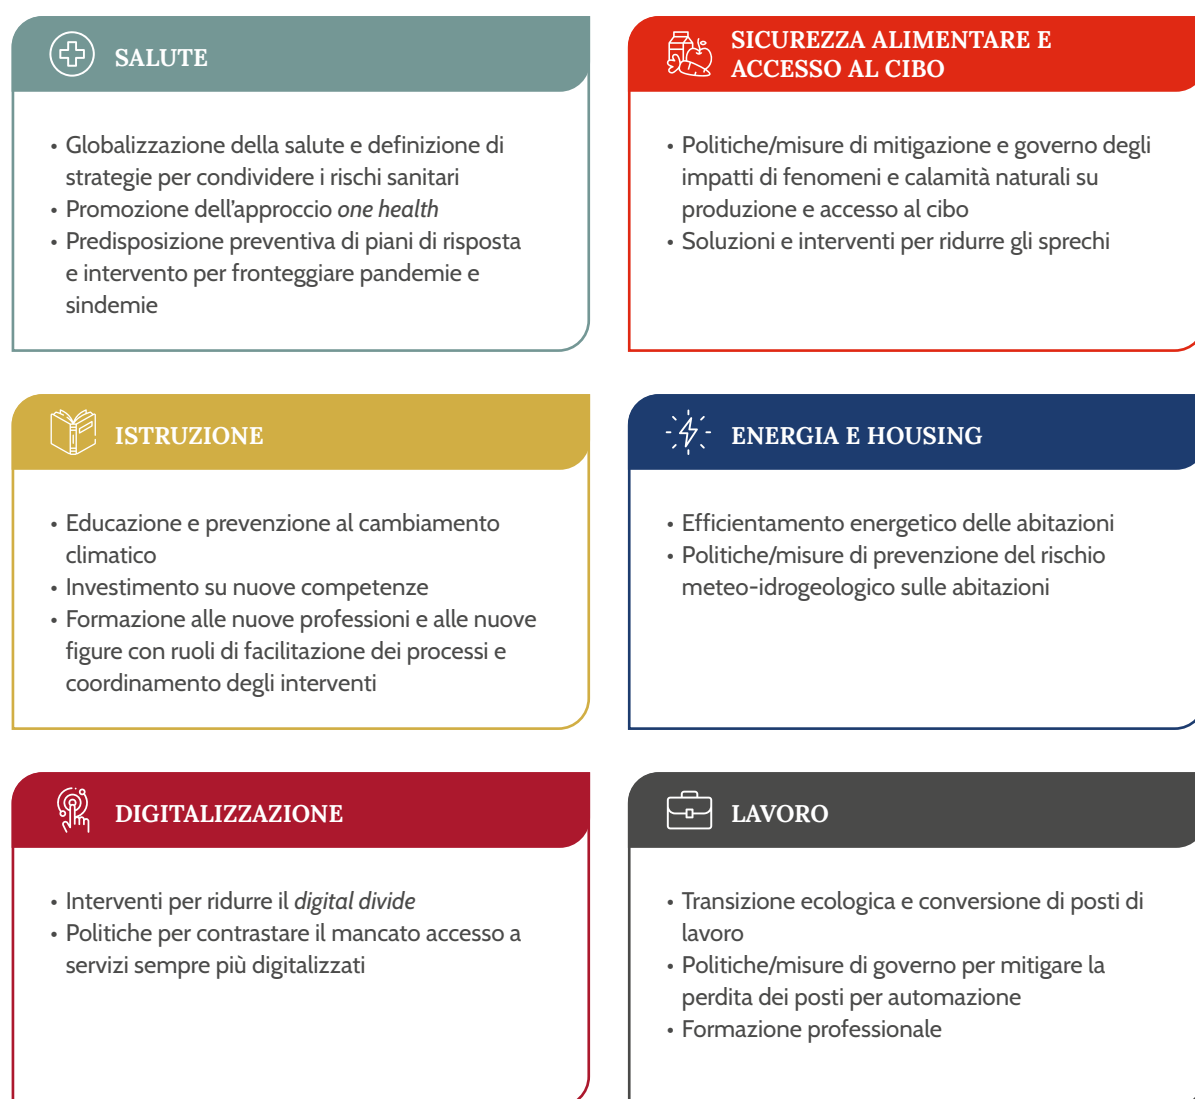 SALUTE
• Globalizzazione della salute e definizione di
strategie per condividere i rischi sanitari
• Promozione dell'approccio one health
• Predisposizione preventiva di piani di risposta
e intervento per fronteggiare pandemie e
sindemie
SICUREZZA ALIMENTARE E
ACCESSO AL CIBO
• Politiche/misure di mitigazione e governo degli
impatti di fenomeni e calamità naturali su
produzione e accesso al cibo
• Soluzioni e interventi per ridurre gli sprechi
ISTRUZIONE
• Educazione e prevenzione al cambiamento
climatico
• Investimento su nuove competenze
• Formazione alle nuove professioni e alle nuove
figure con ruoli di facilitazione dei processi e
coordinamento degli interventi
ENERGIA E HOUSING
• Efficientamento energetico delle abitazioni
• Politiche/misure di prevenzione del rischio
meteo-idrogeologico sulle abitazioni
DIGITALIZZAZIONE
• Interventi per ridurre il digital divide
• Politiche per contrastare il mancato accesso a
servizi sempre più digitalizzati
LAVORO
• Transizione ecologica e conversione di posti di
lavoro
• Politiche/misure di governo per mitigare la
perdita dei posti per automazione
• Formazione professionale